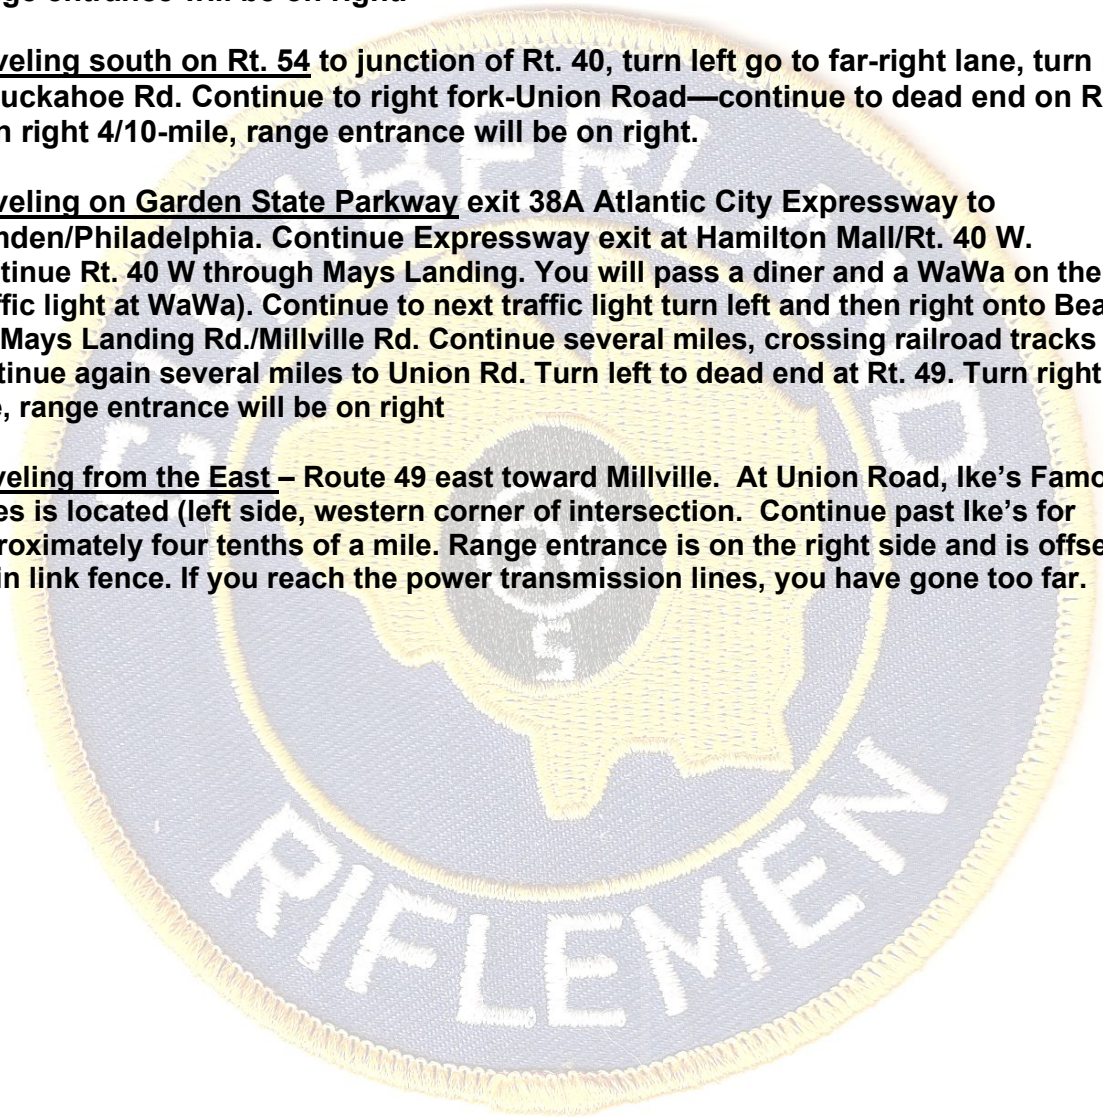 ge entrance will be on right
veling south on Rt. 54 to junction of Rt. 40, turn left go to far-right lane, turn
uckahoe Rd. Continue to right fork-Union Road—continue to dead end on R
n right 4/10-mile, range entrance will be on right.
veling on Garden State Parkway exit 38A Atlantic City Expressway to
nden/Philadelphia. Continue Expressway exit at Hamilton Mall/Rt. 40 W.
tinue Rt. 40 W through Mays Landing. You will pass a diner and a WaWa on the
ffic light at WaWa). Continue to next traffic light turn left and then right onto Bea
Mays Landing Rd./Millville Rd. Continue several miles, crossing railroad tracks
tinue again several miles to Union Rd. Turn left to dead end at Rt. 49. Turn right
e, range entrance will be on right
veling from the East – Route 49 east toward Millville. At Union Road, Ike’s Famo
es is located (left side, western corner of intersection. Continue past Ike’s for
roximately four tenths of a mile. Range entrance is on the right side and is offse
in link fence. If you reach the power transmission lines, you have gone too far.
CUMBERLAND
5
RIFLEMEN